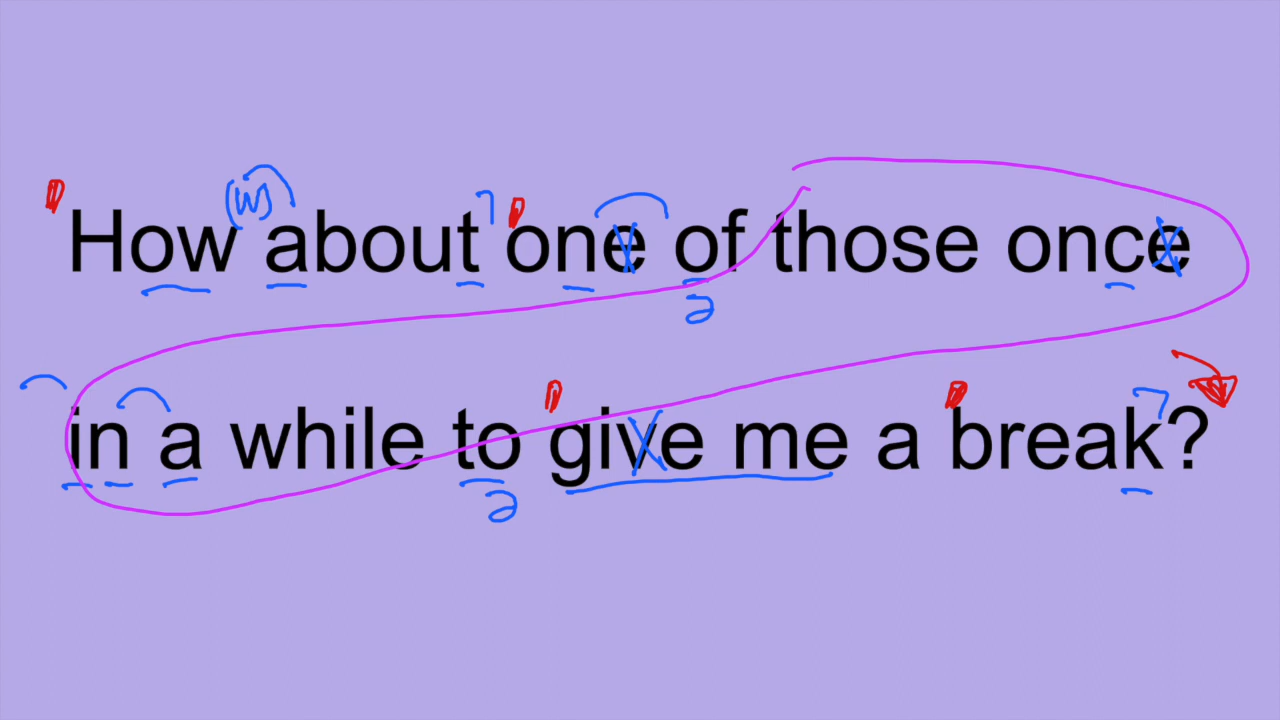 (w)
How about one of those once
ə
in a while to give me a break?
ə